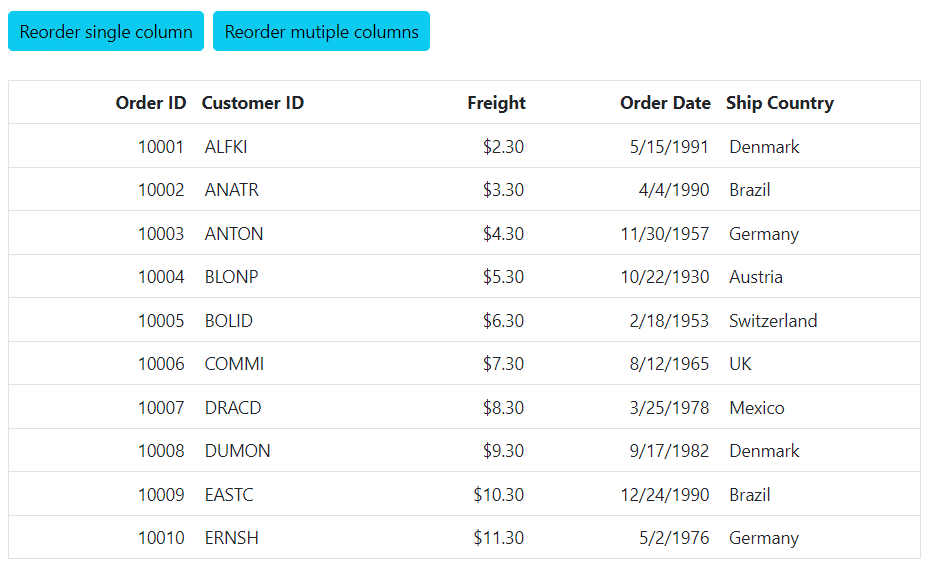 Reorder single column Reorder mutiple columns
Order ID Customer ID Freight Order Date Ship Country
10001 ALFKI $2.30 5/15/1991 Denmark
10002 ANATR $3.30 4/4/1990 Brazil
10003 ANTON $4.30 11/30/1957 Germany
10004 BLONP $5.30 10/22/1930 Austria
10005 BOLID $6.30 2/18/1953 Switzerland
10006 COMMI $7.30 8/12/1965 UK
10007 DRACD $8.30 3/25/1978 Mexico
10008 DUMON $9.30 9/17/1982 Denmark
10009 EASTC $10.30 12/24/1990 Brazil
10010 ERNSH $11.30 5/2/1976 Germany